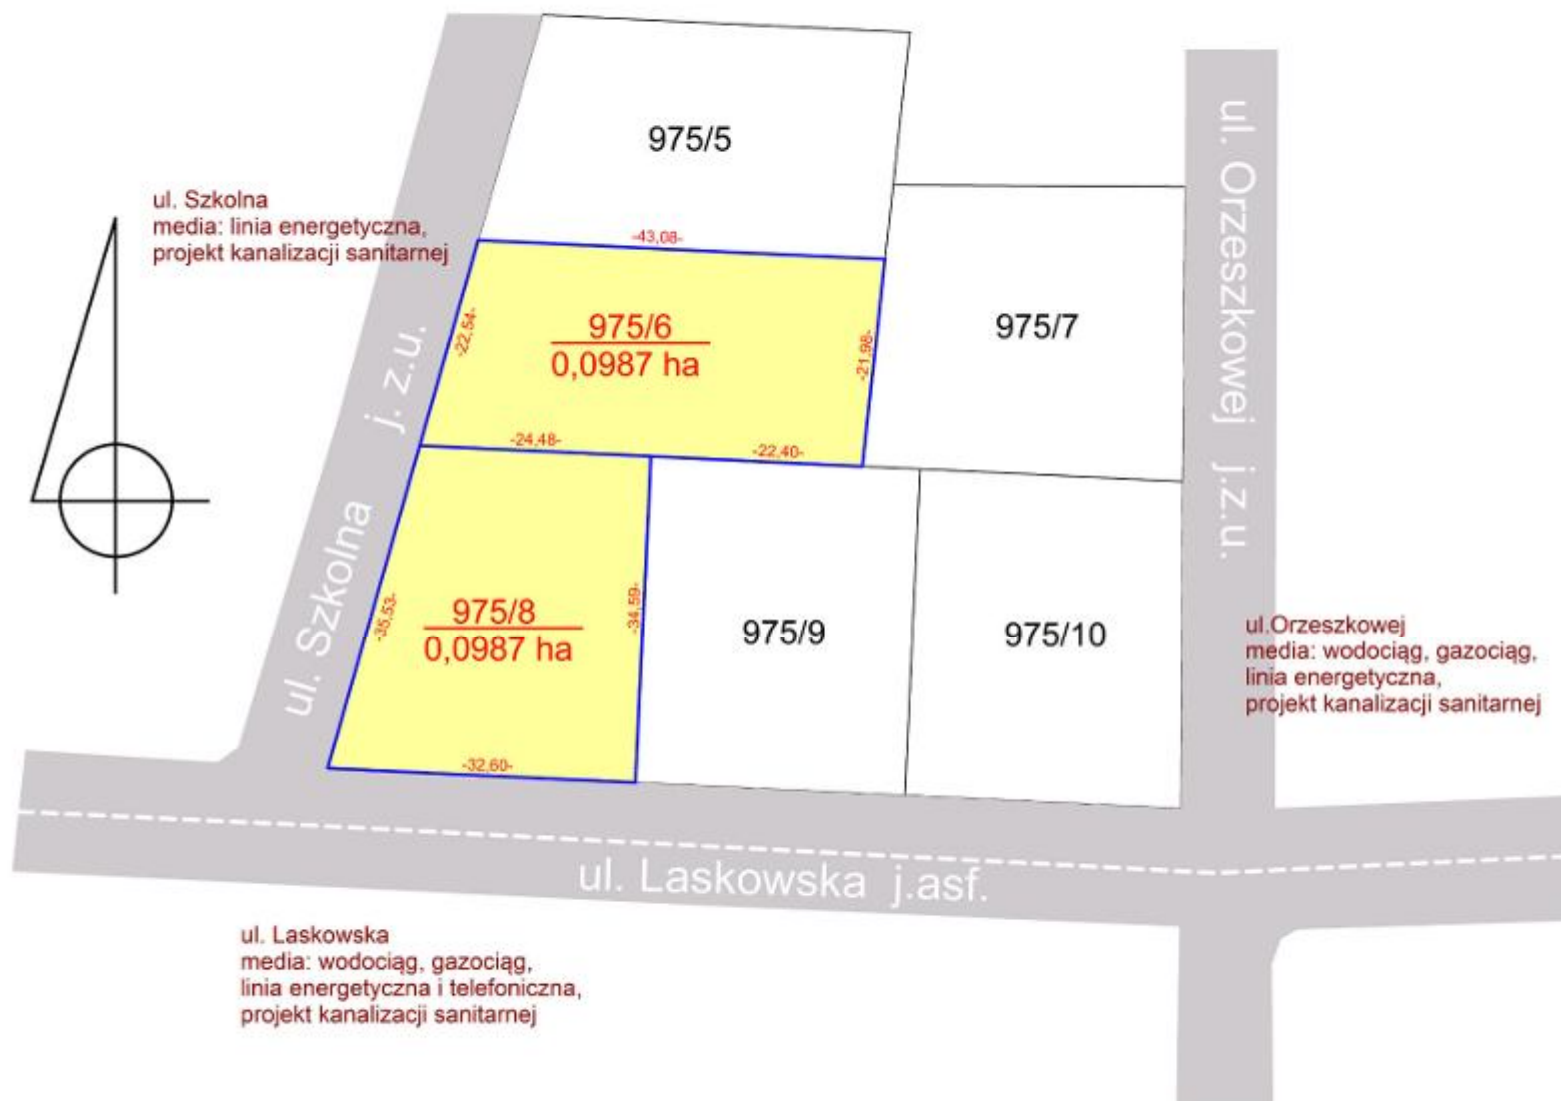 975/5
ul. Szkolna
media: linia energetyczna,
projekt kanalizacji sanitarnej
-43,08-
-22,54-
975/6
0,0987 ha
-21,98-
-24,48-
-22,40-
975/7
ul. Orzeszkowej j.z.u.
ul. Szkolna j. z.u.
-35,53-
975/8
0,0987 ha
-34,59-
-32,60-
975/9
975/10
ul.Orzeszkowej
media: wodociąg, gazociąg,
linia energetyczna,
projekt kanalizacji sanitarnej
ul. Laskowska j.asf.
ul. Laskowska
media: wodociąg, gazociąg,
linia energetyczna i telefoniczna,
projekt kanalizacji sanitarnej